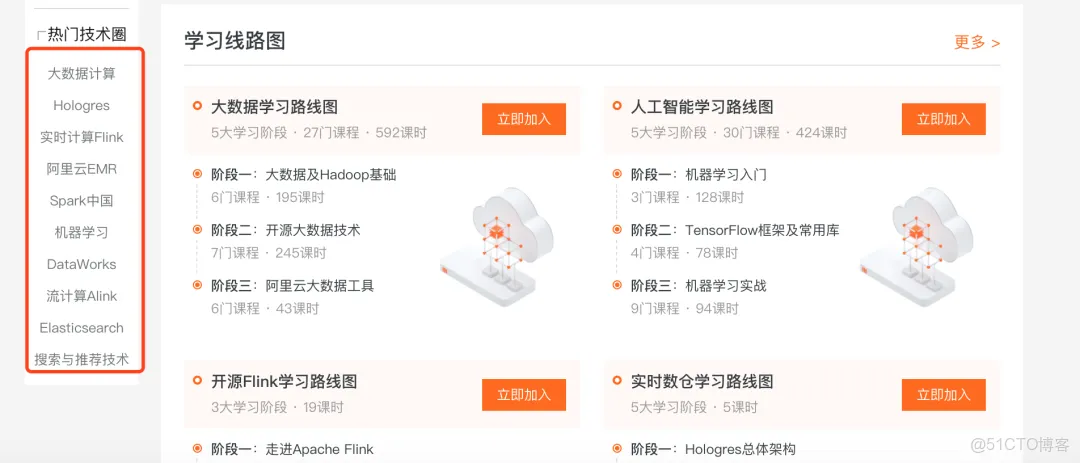 热门技术圈
大数据计算
Hologres
实时计算Flink
阿里云EMR
Spark中国
机器学习
DataWorks
流计算Alink
Elasticsearch
搜索与推荐技术
学习线路图
更多 >
大数据学习路线图
5大学习阶段 · 27门课程 · 592课时
立即加入
阶段一：大数据及Hadoop基础
6门课程 · 195课时
阶段二：开源大数据技术
7门课程 · 245课时
阶段三：阿里云大数据工具
6门课程 · 43课时
人工智能学习路线图
5大学习阶段 · 30门课程 · 424课时
立即加入
阶段一：机器学习入门
3门课程 · 128课时
阶段二：TensorFlow框架及常用库
4门课程 · 78课时
阶段三：机器学习实战
9门课程 · 94课时
开源Flink学习路线图
3大学习阶段 · 19课时
立即加入
阶段一：走进Apache Flink
实时数仓学习路线图
5大学习阶段 · 5课时
立即加入
阶段一：Hologres总体架构
@51CTO博客